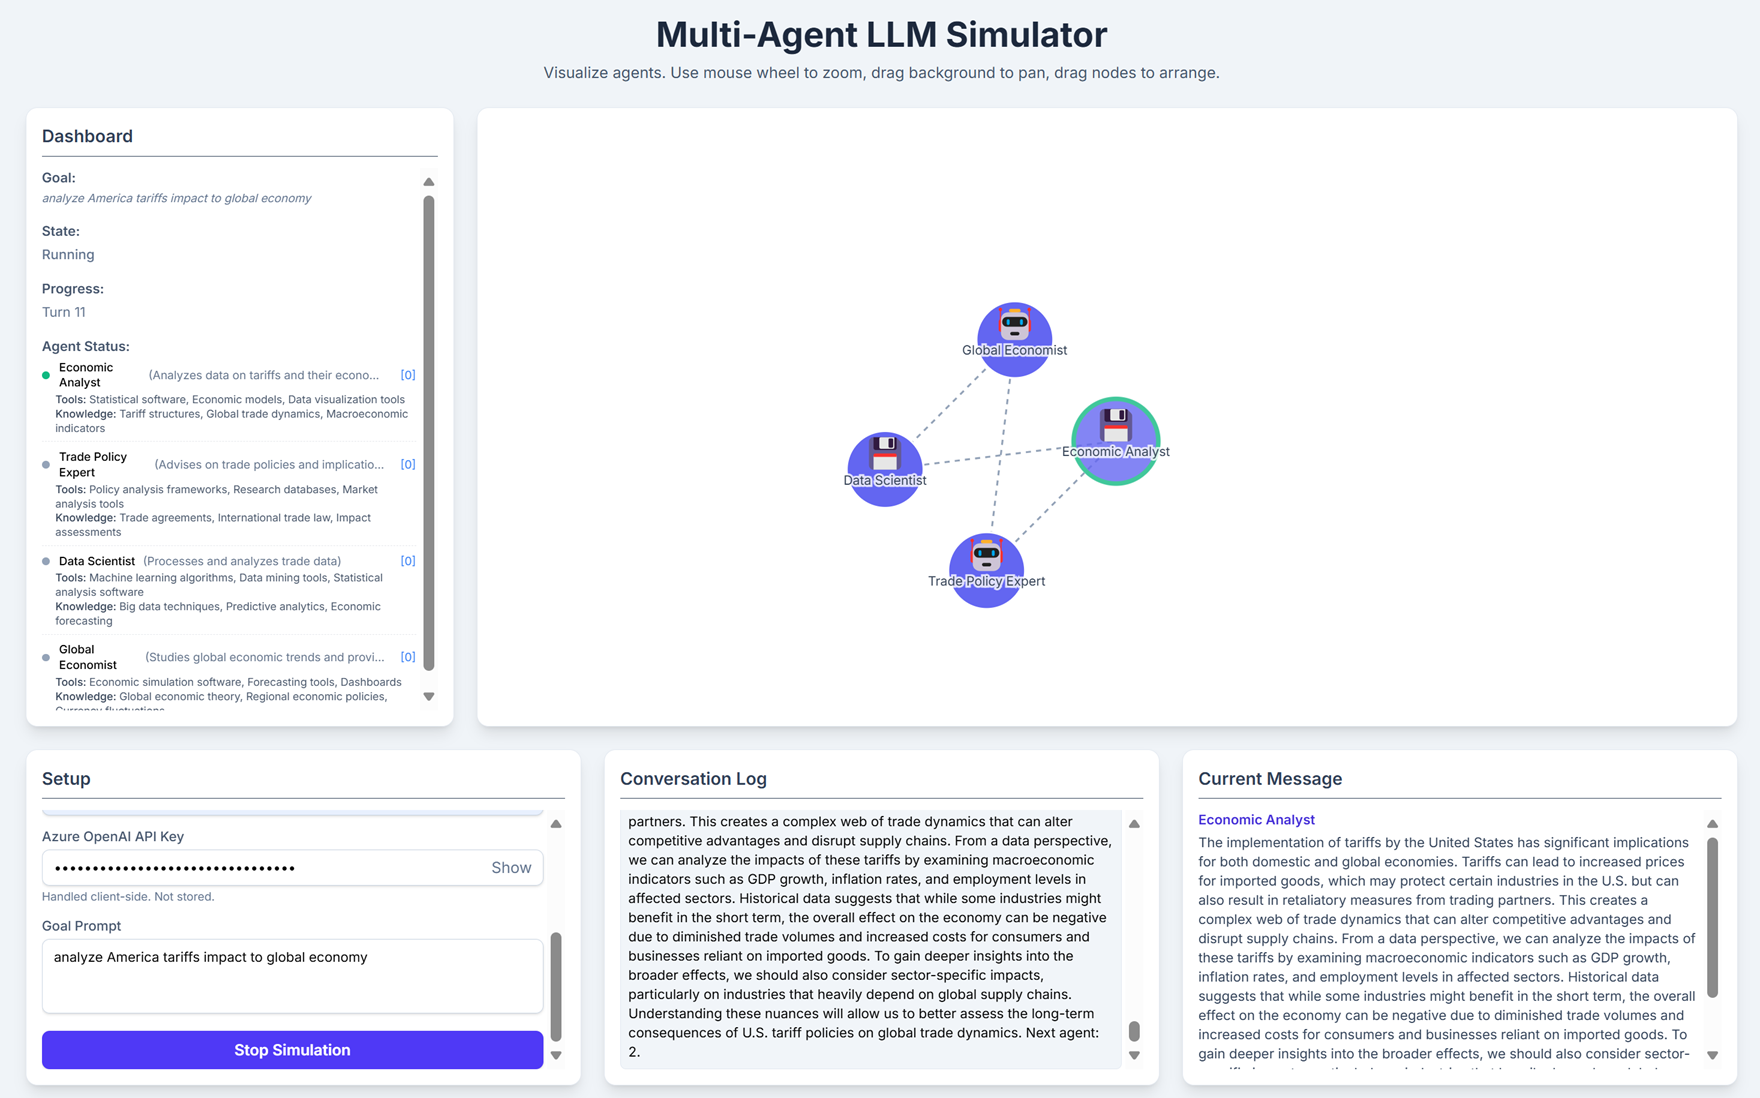 Multi-Agent LLM Simulator
Visualize agents. Use mouse wheel to zoom, drag background to pan, drag nodes to arrange.
Dashboard
Goal:
analyze America tariffs impact to global economy
State:
Running
Progress:
Turn 11
Agent Status:
Economic
Analyst
(Analyzes data on tariffs and their econo...
[0]
Tools: Statistical software, Economic models, Data visualization tools
Knowledge: Tariff structures, Global trade dynamics, Macroeconomic
indicators
Trade Policy
Expert
(Advises on trade policies and implicatio...
[0]
Tools: Policy analysis frameworks, Research databases, Market
analysis tools
Knowledge: Trade agreements, International trade law, Impact
assessments
Data Scientist (Processes and analyzes trade data) [0]
Tools: Machine learning algorithms, Data mining tools, Statistical
analysis software
Knowledge: Big data techniques, Predictive analytics, Economic
forecasting
Global
Economist
(Studies global economic trends and provi...
[0]
Tools: Economic simulation software, Forecasting tools, Dashboards
Knowledge: Global economic theory, Regional economic policies,
Currency fluctuations
Global Economist
Economic Analyst
Data Scientist
Trade Policy Expert
Setup
Azure OpenAI API Key
Show
Handled client-side. Not stored.
Goal Prompt
analyze America tariffs impact to global economy
Stop Simulation
Conversation Log
partners. This creates a complex web of trade dynamics that can alter
competitive advantages and disrupt supply chains. From a data perspective,
we can analyze the impacts of these tariffs by examining macroeconomic
indicators such as GDP growth, inflation rates, and employment levels in
affected sectors. Historical data suggests that while some industries might
benefit in the short term, the overall effect on the economy can be negative
due to diminished trade volumes and increased costs for consumers and
businesses reliant on imported goods. To gain deeper insights into the
broader effects, we should also consider sector-specific impacts,
particularly on industries that heavily depend on global supply chains.
Understanding these nuances will allow us to better assess the long-term
consequences of U.S. tariff policies on global trade dynamics. Next agent:
2.
Current Message
Economic Analyst
The implementation of tariffs by the United States has significant implications
for both domestic and global economies. Tariffs can lead to increased prices
for imported goods, which may protect certain industries in the U.S. but can
also result in retaliatory measures from trading partners. This creates a
complex web of trade dynamics that can alter competitive advantages and
disrupt supply chains. From a data perspective, we can analyze the impacts of
these tariffs by examining macroeconomic indicators such as GDP growth,
inflation rates, and employment levels in affected sectors. Historical data
suggests that while some industries might benefit in the short term, the overall
effect on the economy can be negative due to diminished trade volumes and
increased costs for consumers and businesses reliant on imported goods. To
gain deeper insights into the broader effects, we should also consider sector-